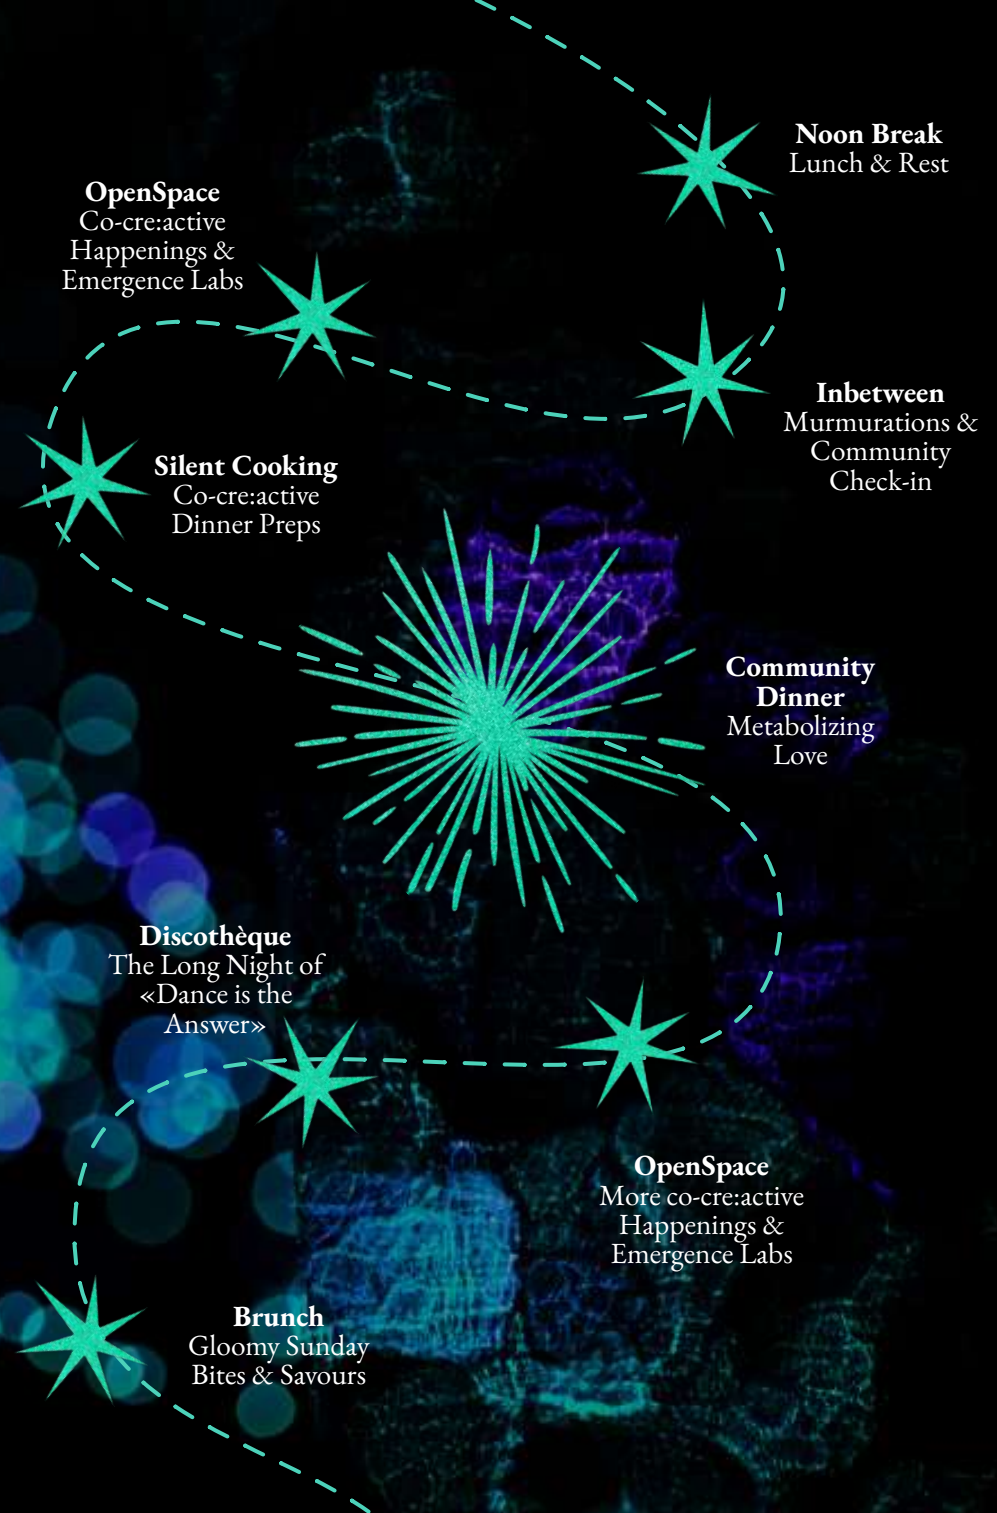 Noon Break
Lunch & Rest
Inbetween
Murmurations &
Community
Check-in
OpenSpace
Co-cre:active
Happenings &
Emergence Labs
Silent Cooking
Co-cre:active
Dinner Preps
Community
Dinner
Metabolizing
Love
OpenSpace
More co-cre:active
Happenings &
Emergence Labs
Discothèque
The Long Night of
«Dance is the
Answer»
Brunch
Gloomy Sunday
Bites & Savours